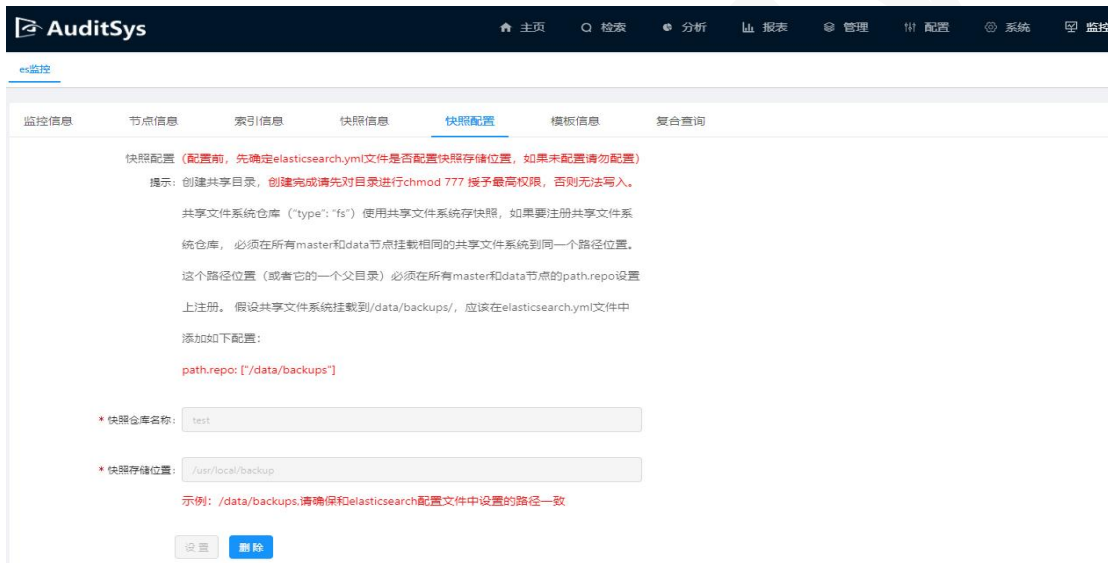 AuditSys
主页 检索 分析 报表 管理 配置 系统 监控
es监控
监控信息 节点信息 索引信息 快照信息 快照配置 模板信息 复合查询
快照配置（配置前，先确定elasticsearch.yml文件是否配置快照存储位置，如果未配置请勿配置）
提示：创建共享目录，创建完成请先对目录进行chmod 777 授予最高权限，否则无法写入。
共享文件系统仓库（"type": "fs"）使用共享文件系统存快照，如果要注册共享文件系
统仓库， 必须在所有master和data节点挂载相同的共享文件系统到同一个路径位置。
这个路径位置（或者它的一个父目录）必须在所有master和data节点的path.repo设置
上注册。 假设共享文件系统挂载到/data/backups/，应该在elasticsearch.yml文件中
添加如下配置：
path.repo: ["/data/backups"]
* 快照仓库名称： test
* 快照存储位置： /usr/local/backup
示例：/data/backups.请确保和elasticsearch配置文件中设置的路径一致
设置 删除